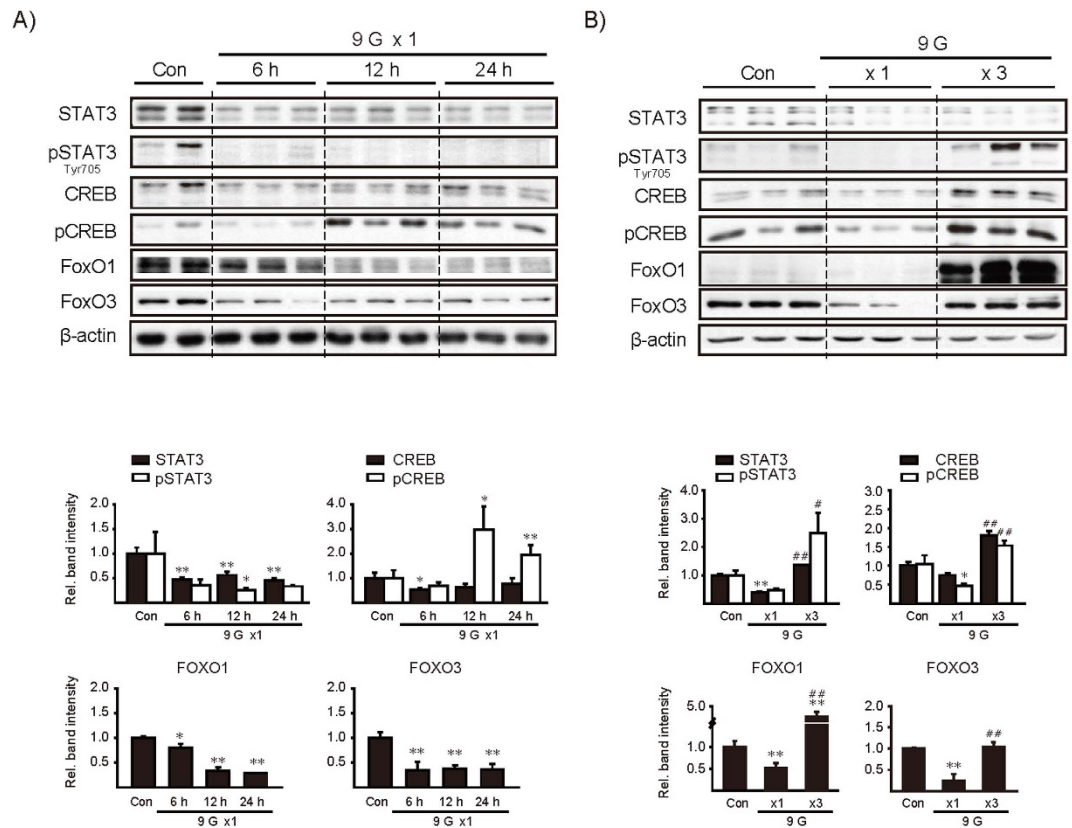 A)
9 G x 1
Con 6 h 12 h 24 h
STAT3
pSTAT3
Tyr705
CREB
pCREB
FoxO1
FoxO3
β-actin
B)
9 G
Con x 1 x 3
STAT3
pSTAT3
Tyr705
CREB
pCREB
FoxO1
FoxO3
β-actin
STAT3
pSTAT3
Rel. band intensity
2.0
1.5
1.0
0.5
** ** * **
Con 6 h 12 h 24 h
9 G x1
CREB
pCREB
4.0
3.0
2.0
1.0
* * **
Con 6 h 12 h 24 h
9 G x1
FOXO1
Rel. band intensity
2.0
1.5
1.0
0.5
* ** **
Con 6 h 12 h 24 h
9 G x1
FOXO3
2.0
1.5
1.0
0.5
** ** **
Con 6 h 12 h 24 h
9 G x1
STAT3
pSTAT3
Rel. band intensity
4.0
3.0
2.0
1.0
** ## #
Con x1 x3
9 G
CREB
pCREB
3.0
2.5
2.0
1.5
1.0
0.5
* ## ##
Con x1 x3
9 G
FOXO1
Rel. band intensity
5.0
1.0
0.5
##
** **
Con x1 x3
9 G
FOXO3
2.0
1.5
1.0
0.5
** ##
Con x1 x3
9 G